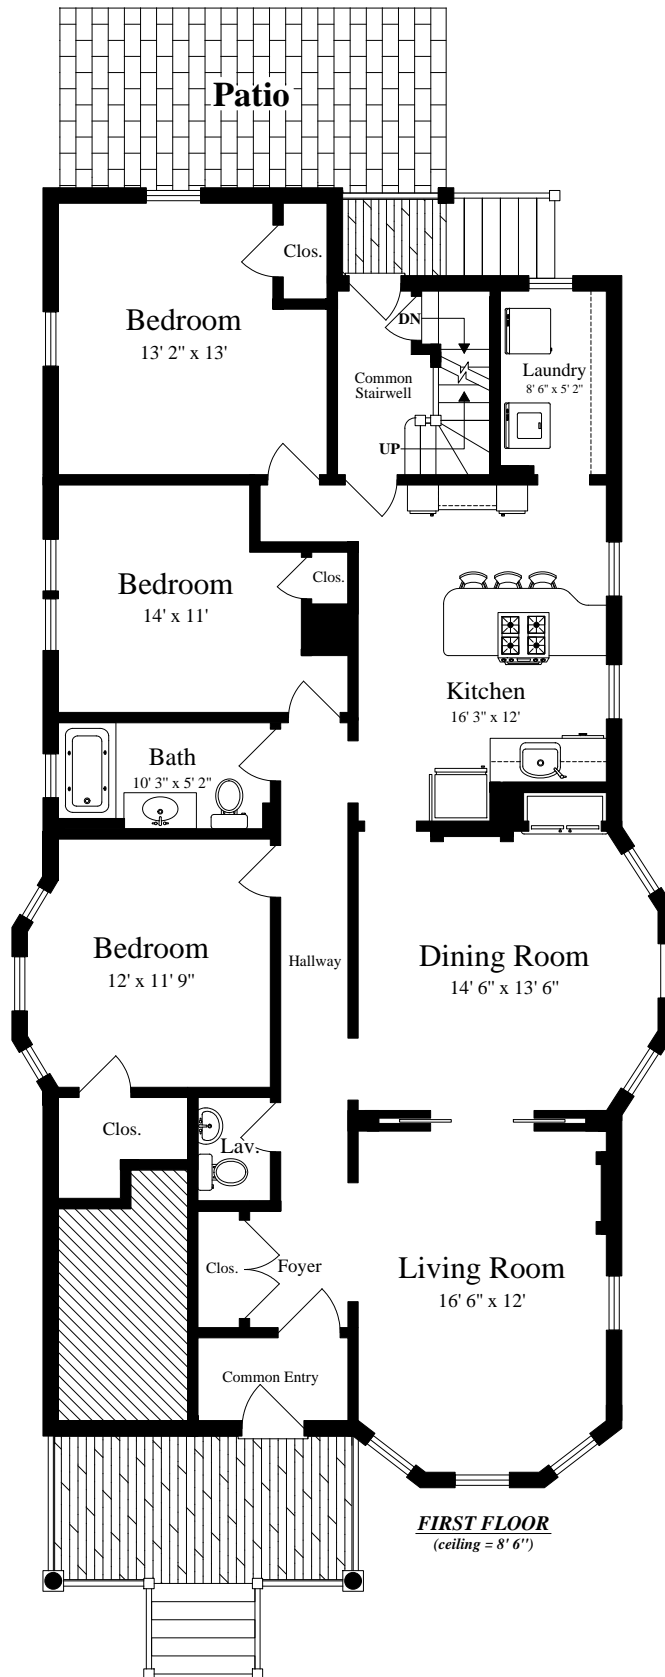 Patio
Clos.
Bedroom
13' 2" x 13'
DN
Common
Stairwell
UP
Laundry
8' 6" x 5' 2"
Bedroom
14' x 11'
Clos.
Kitchen
16' 3" x 12'
Bath
10' 3" x 5' 2"
Bedroom
12' x 11' 9"
Hallway
Dining Room
14' 6" x 13' 6"
Clos.
Lav.
Clos.
Foyer
Living Room
16' 6" x 12'
Common Entry
FIRST FLOOR
(ceiling = 8' 6")